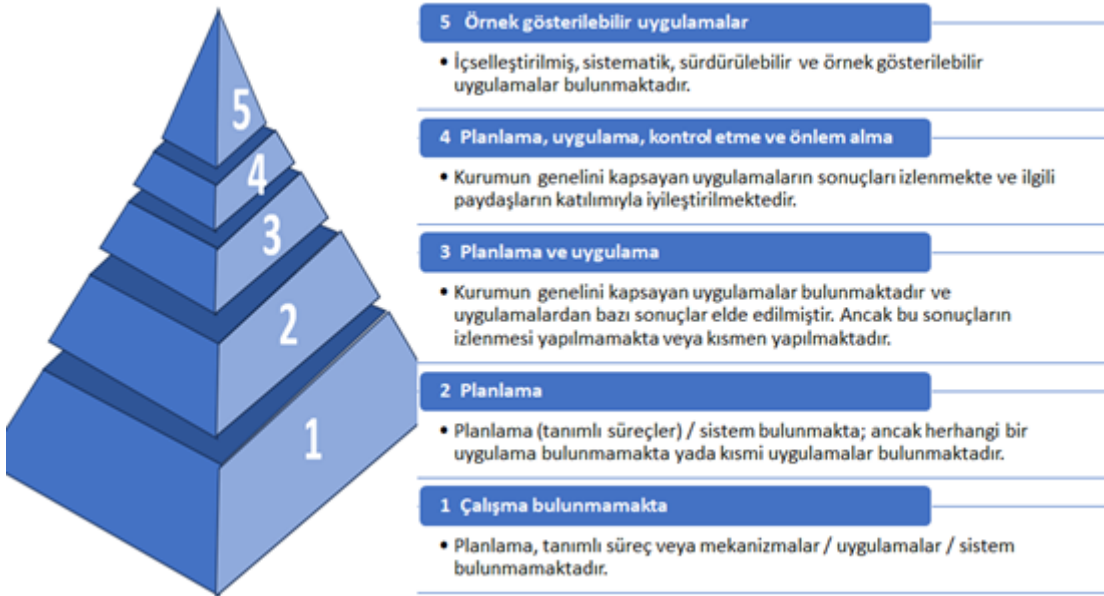 5 Örnek gösterilebilir uygulamalar
• İçselleştirilmiş, sistematik, sürdürülebilir ve örnek gösterilebilir
uygulamalar bulunmaktadır.
4 Planlama, uygulama, kontrol etme ve önlem alma
• Kurumun genelini kapsayan uygulamaların sonuçları izlenmekte ve ilgili
paydaşların katılımıyla iyileştirilmektedir.
3 Planlama ve uygulama
• Kurumun genelini kapsayan uygulamalar bulunmaktadır ve
uygulamalardan bazı sonuçlar elde edilmiştir. Ancak bu sonuçların
izlenmesi yapılmamakta veya kısmen yapılmaktadır.
2 Planlama
• Planlama (tanımlı süreçler) / sistem bulunmakta; ancak herhangi bir
uygulama bulunmamakta yada kısmi uygulamalar bulunmaktadır.
1 Çalışma bulunmamakta
• Planlama, tanımlı süreç veya mekanizmalar / uygulamalar / sistem
bulunmamaktadır.
5
4
3
2
1